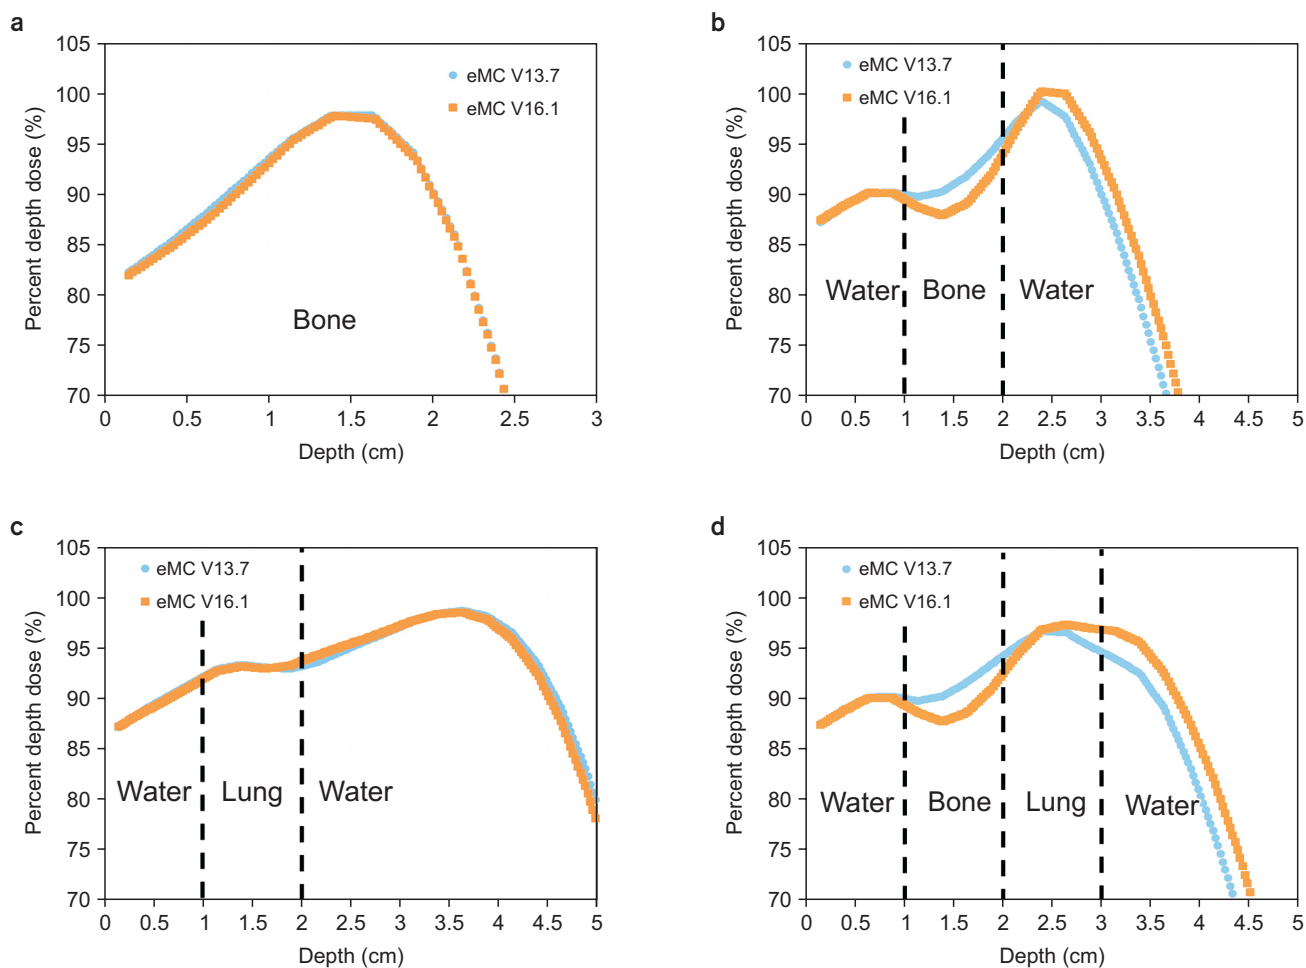 a
105
100
95
90
85
80
75
70
Percent depth dose (%)
eMC V13.7
eMC V16.1
Bone
0 0.5 1 1.5 2 2.5 3
Depth (cm)
b
105
100
95
90
85
80
75
70
Percent depth dose (%)
eMC V13.7
eMC V16.1
Water Bone Water
0 0.5 1 1.5 2 2.5 3 3.5 4 4.5 5
Depth (cm)
c
105
100
95
90
85
80
75
70
Percent depth dose (%)
eMC V13.7
eMC V16.1
Water Lung Water
0 0.5 1 1.5 2 2.5 3 3.5 4 4.5 5
Depth (cm)
d
105
100
95
90
85
80
75
70
Percent depth dose (%)
eMC V13.7
eMC V16.1
Water Bone Lung Water
0 0.5 1 1.5 2 2.5 3 3.5 4 4.5 5
Depth (cm)